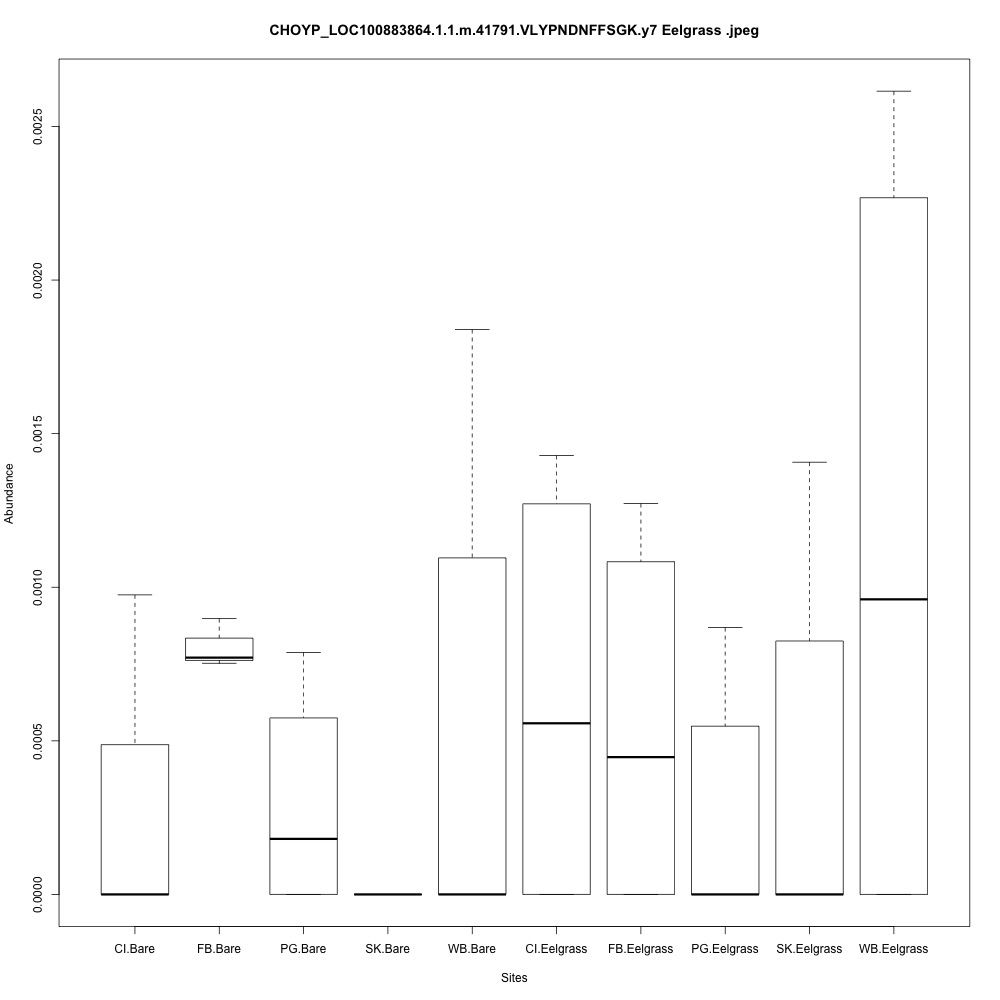 CHOYP_LOC100883864.1.1.m.41791.VLYPNDNFFSGK.y7 Eelgrass .jpeg
0.0025
0.0020
0.0015
0.0010
0.0005
0.0000
Abundance
CI.Bare FB.Bare PG.Bare SK.Bare WB.Bare CI.Eelgrass FB.Eelgrass PG.Eelgrass SK.Eelgrass WB.Eelgrass
Sites